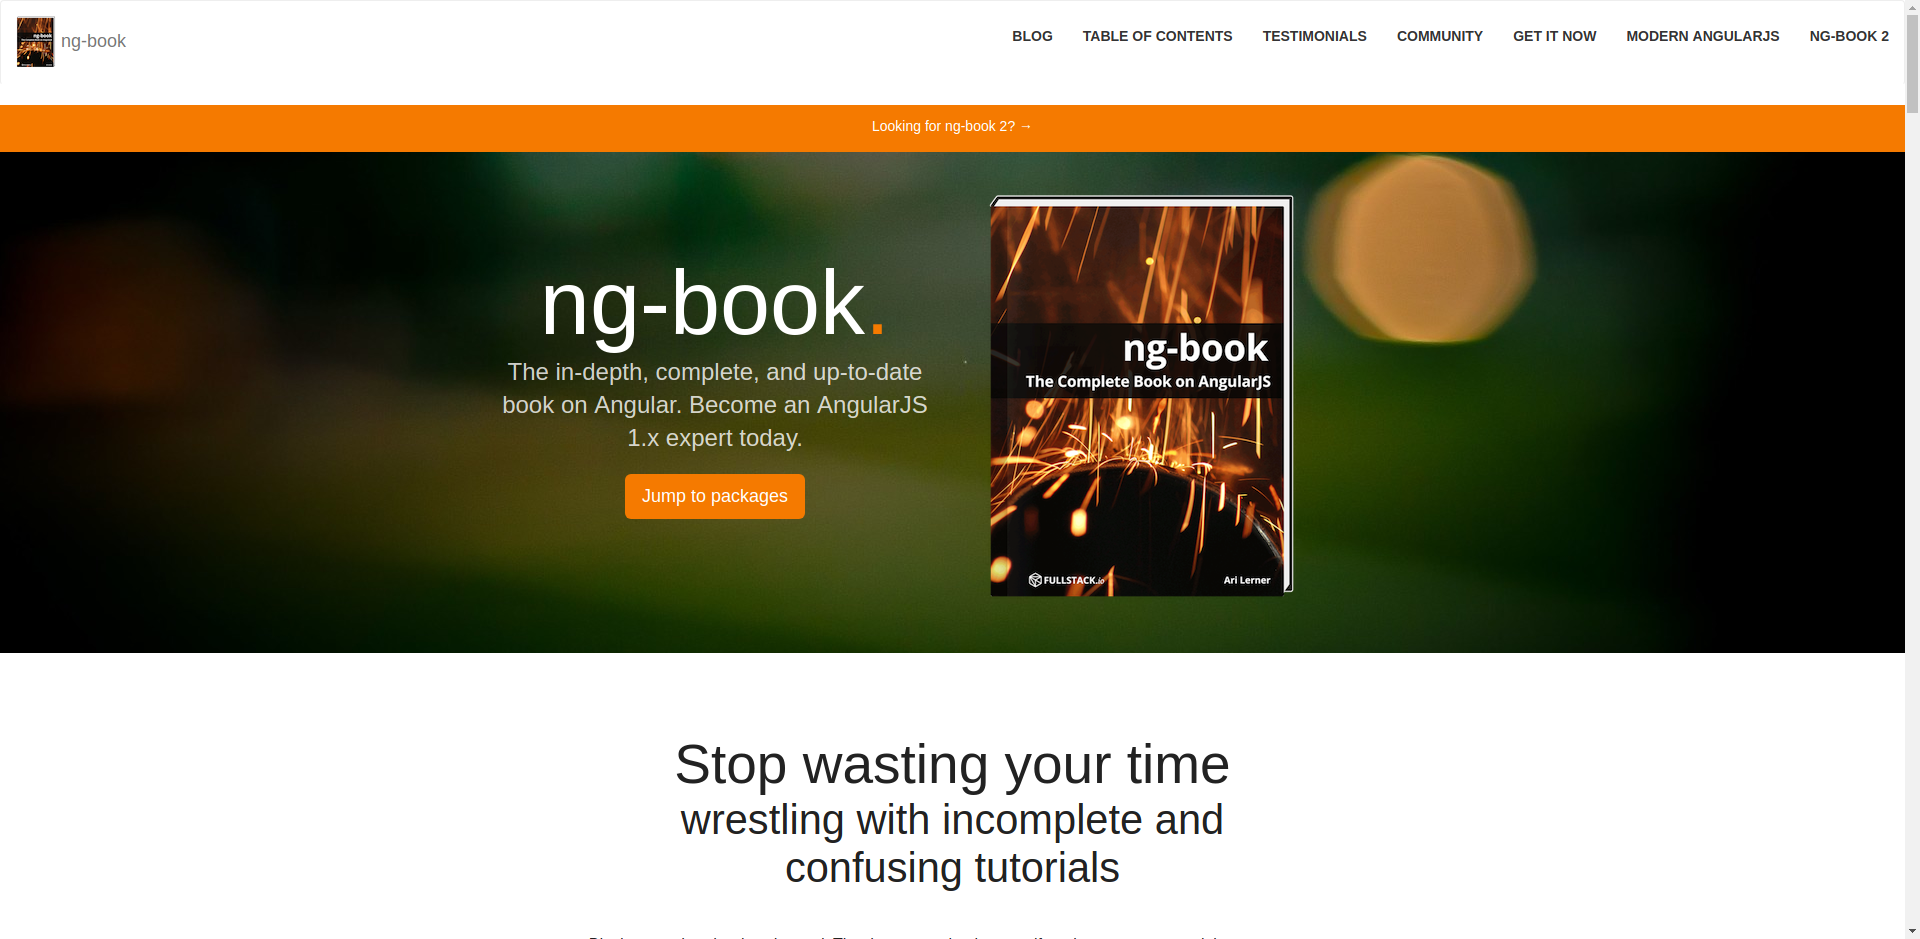 ng-book
BLOG TABLE OF CONTENTS TESTIMONIALS COMMUNITY GET IT NOW MODERN ANGULARJS NG-BOOK 2
Looking for ng-book 2? →
ng-book.
The in-depth, complete, and up-to-date
book on Angular. Become an AngularJS
1.x expert today.
Jump to packages
ng-book
The Complete Book on AngularJS
FULLSTACK.io
Ari Lerner
Stop wasting your time
wrestling with incomplete and
confusing tutorials